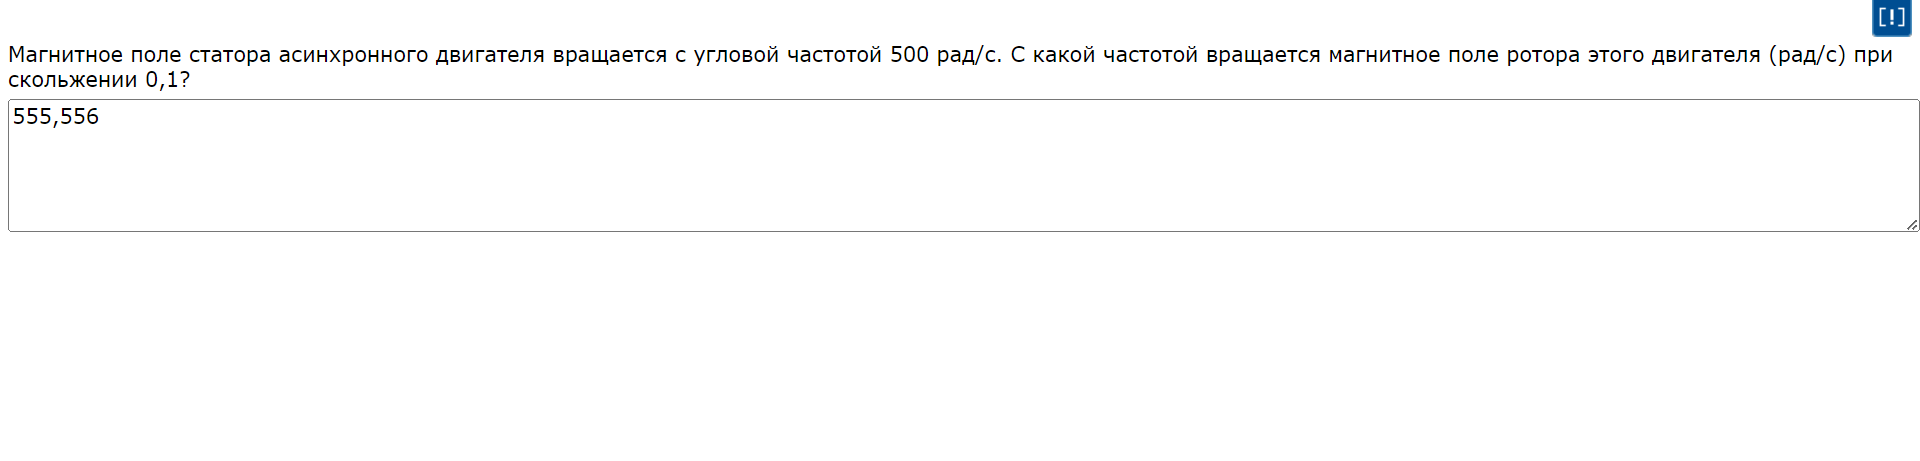 [!]
Магнитное поле статора асинхронного двигателя вращается с угловой частотой 500 рад/с. С какой частотой вращается магнитное поле ротора этого двигателя (рад/с) при
скольжении 0,1?
555,556